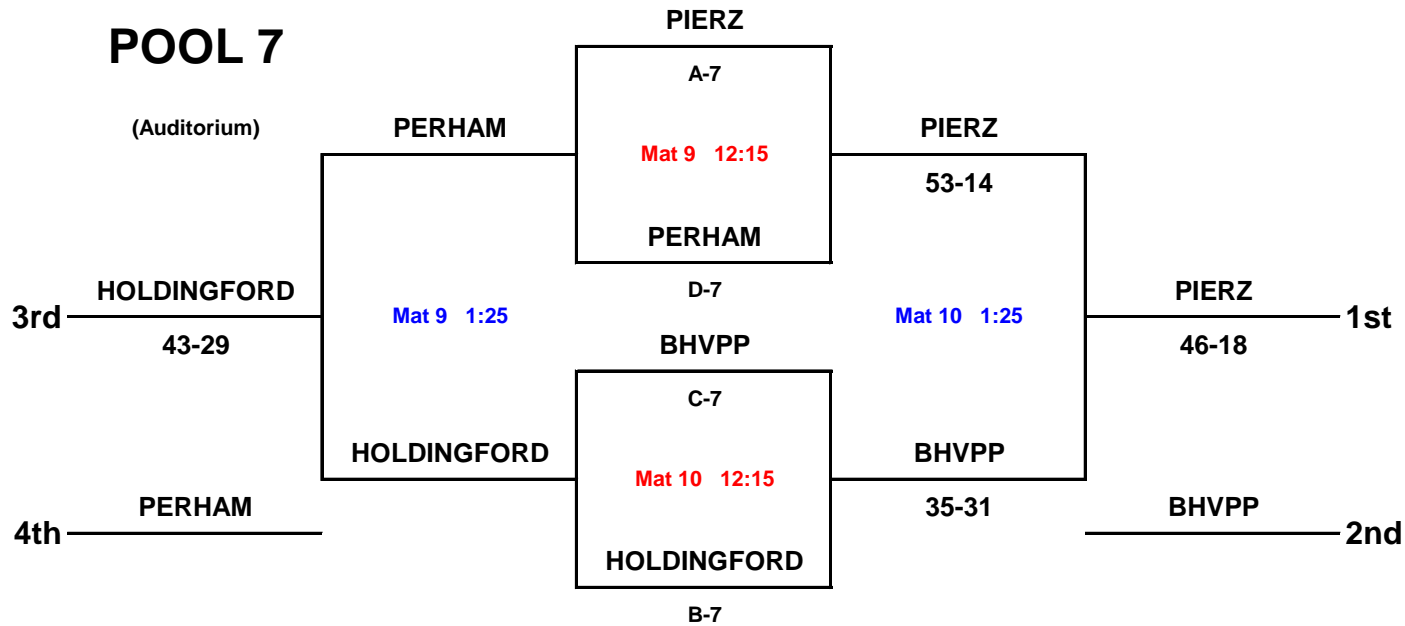 PIERZ
POOL 7
A-7
(Auditorium)
PERHAM
PIERZ
Mat 9 12:15
53-14
PERHAM
HOLDINGFORD
D-7
PIERZ
3rd
Mat 9 1:25
Mat 10 1:25
1st
43-29
BHVPP
46-18
C-7
HOLDINGFORD
BHVPP
Mat 10 12:15
PERHAM
35-31
BHVPP
4th
2nd
HOLDINGFORD
B-7